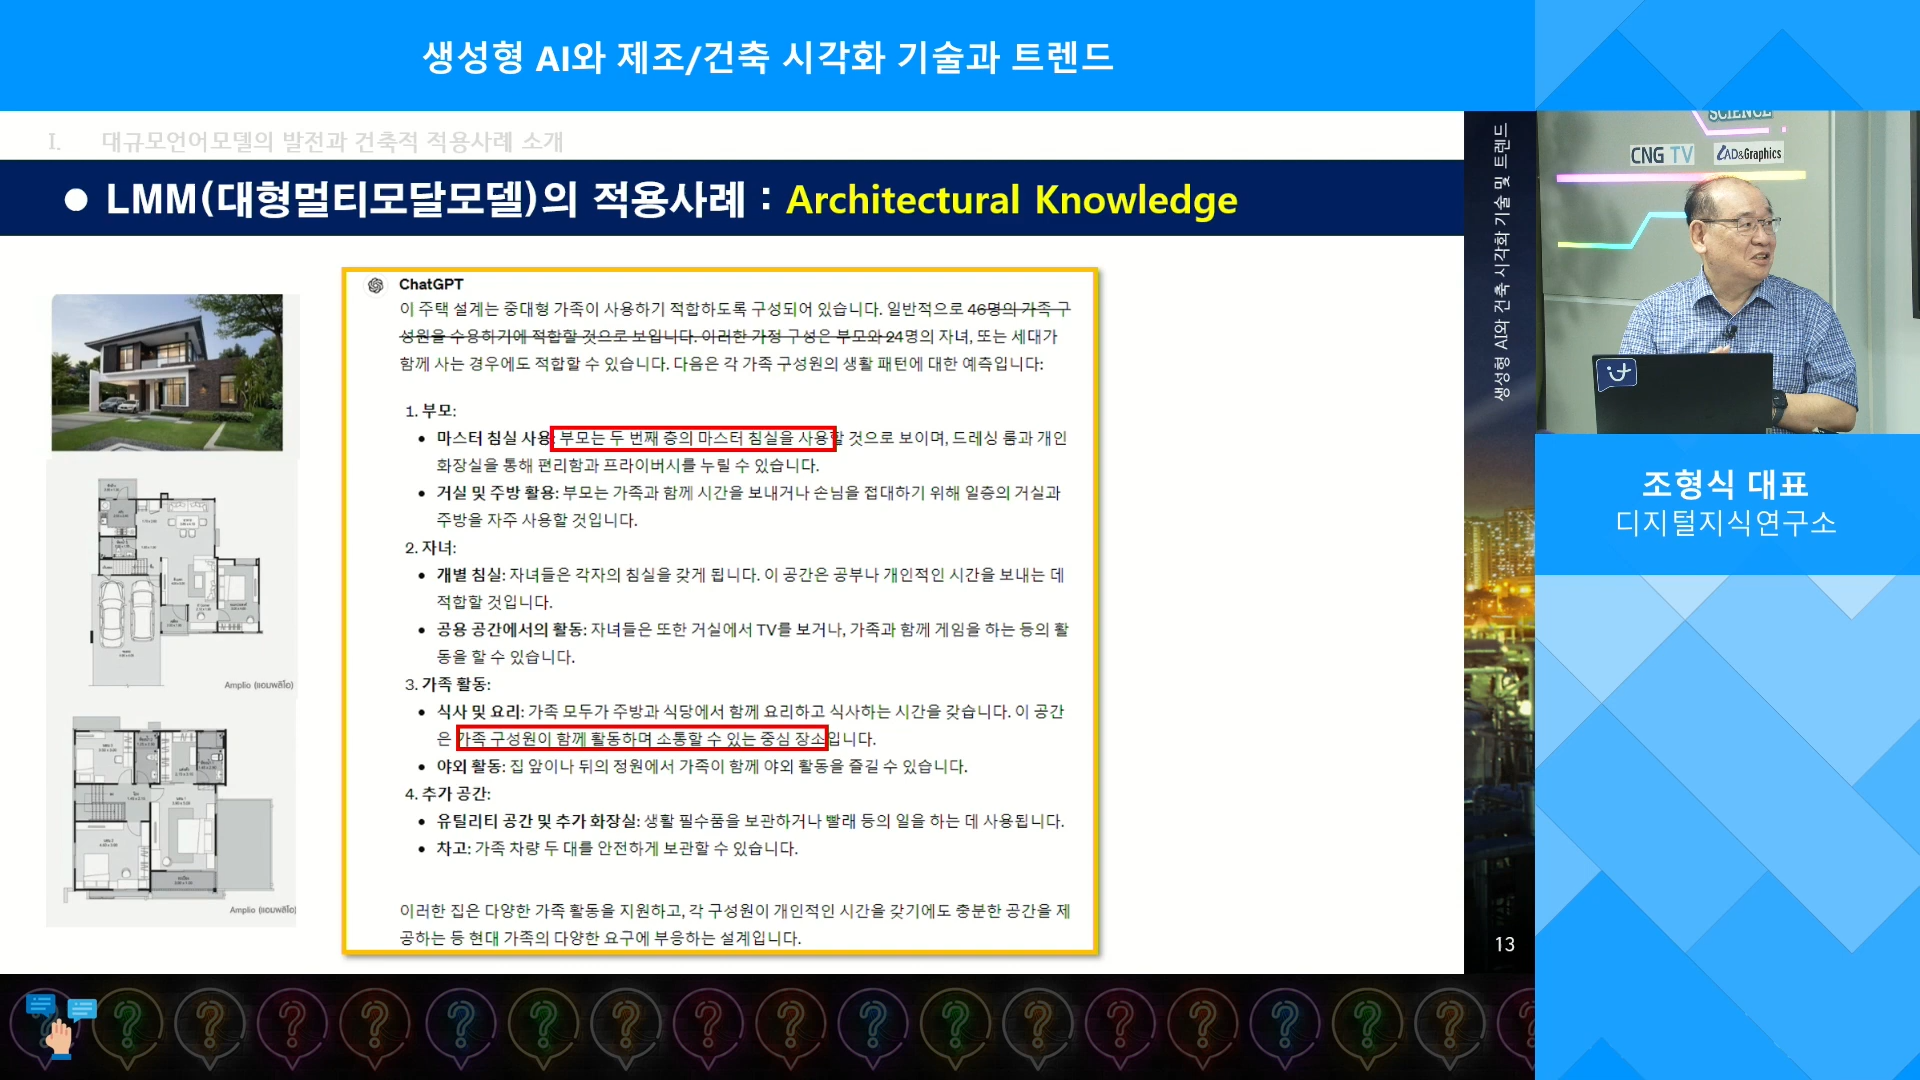 생성형 AI와 제조/건축 시각화 기술과 트렌드
I. 대규모언어모델의 발전과 건축적 적용사례 소개
● LMM(대형멀티모달모델)의 적용사례 : Architectural Knowledge
ChatGPT
이 주택 설계는 중대형 가족이 사용하기 적합하도록 구성되어 있습니다. 일반적으로 46명의 가족 구
성원을 수용하기에 적합할 것으로 보입니다. 이러한 가정 구성은 부모와 24명의 자녀, 또는 세대가
함께 사는 경우에도 적합할 수 있습니다. 다음은 각 가족 구성원의 생활 패턴에 대한 예측입니다:
1. 부모:
• 마스터 침실 사용: 부모는 두 번째 층의 마스터 침실을 사용할 것으로 보이며, 드레싱 룸과 개인
화장실을 통해 편리함과 프라이버시를 누릴 수 있습니다.
• 거실 및 주방 활용: 부모는 가족과 함께 시간을 보내거나 손님을 접대하기 위해 일층의 거실과
주방을 자주 사용할 것입니다.
2. 자녀:
• 개별 침실: 자녀들은 각자의 침실을 갖게 됩니다. 이 공간은 공부나 개인적인 시간을 보내는 데
적합할 것입니다.
• 공용 공간에서의 활동: 자녀들은 또한 거실에서 TV를 보거나, 가족과 함께 게임을 하는 등의 활
동을 할 수 있습니다.
3. 가족 활동:
• 식사 및 요리: 가족 모두가 주방과 식당에서 함께 요리하고 식사하는 시간을 갖습니다. 이 공간
은 가족 구성원이 함께 활동하며 소통할 수 있는 중심 장소입니다.
• 야외 활동: 집 앞이나 뒤의 정원에서 가족이 함께 야외 활동을 즐길 수 있습니다.
4. 추가 공간:
• 유틸리티 공간 및 추가 화장실: 생활 필수품을 보관하거나 빨래 등의 일을 하는 데 사용됩니다.
• 차고: 가족 차량 두 대를 안전하게 보관할 수 있습니다.
이러한 집은 다양한 가족 활동을 지원하고, 각 구성원이 개인적인 시간을 갖기에도 충분한 공간을 제
공하는 등 현대 가족의 다양한 요구에 부응하는 설계입니다.
Amplio (แอมพลิโอ)
Amplio (แอมพลิโอ)
생성형 AI와 건축 시각화 기술 및 트렌드
13
SCIENCE
CNG TV
CAD&Graphics
조형식 대표
디지털지식연구소